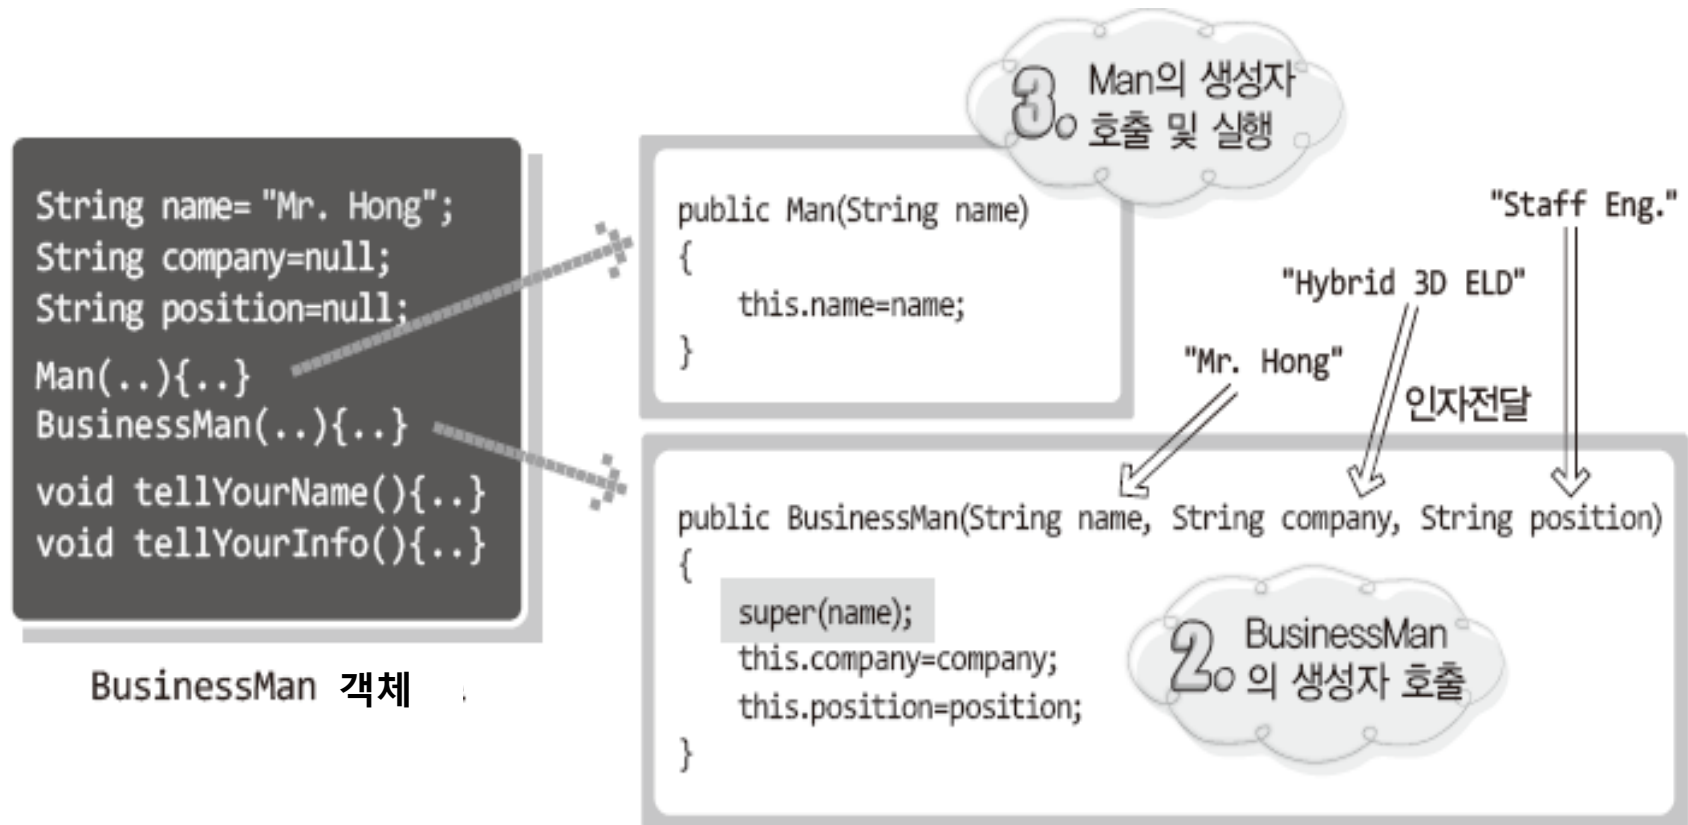 3. Man의 생성자
호출 및 실행
String name= "Mr. Hong";
String company=null;
String position=null;
Man(..){..}
BusinessMan(..){..}
void tellYourName(){..}
void tellYourInfo(){..}
BusinessMan 객체
public Man(String name)
{
this.name=name;
}
"Staff Eng."
"Hybrid 3D ELD"
"Mr. Hong"
인자전달
public BusinessMan(String name, String company, String position)
{
super(name);
this.company=company;
this.position=position;
}
2. BusinessMan
의 생성자 호출